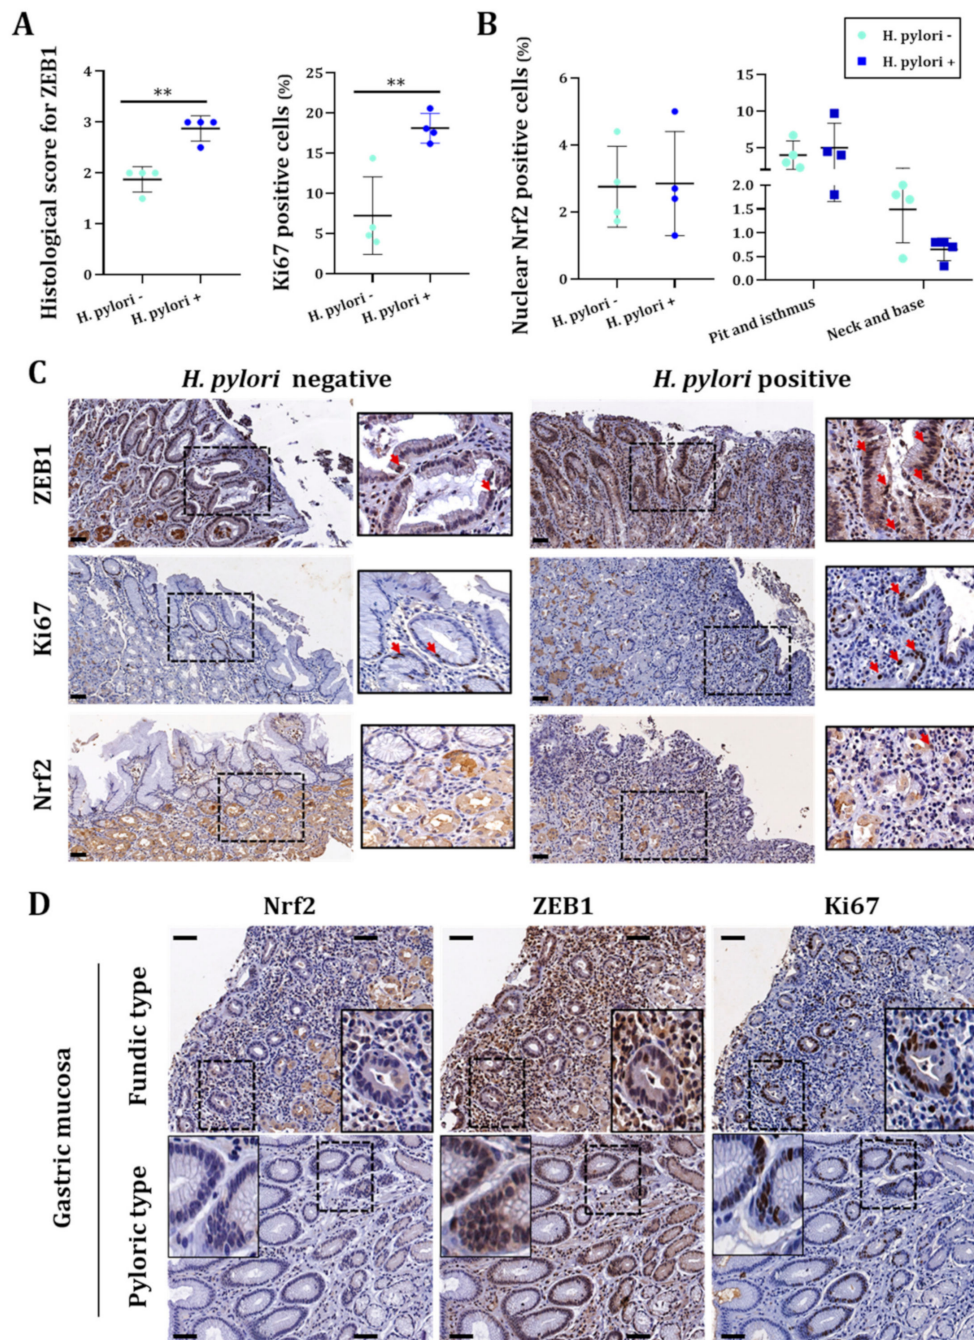 A
Histological score for ZEB1
4
3
2
1
0
**
H. pylori -
H. pylori +
Ki67 positive cells (%)
25
20
15
10
5
0
**
H. pylori -
H. pylori +
B
Nuclear Nrf2 positive cells (%)
6
4
2
0
H. pylori -
H. pylori +
15
10
5
2.0
1.5
1.0
0.5
0.0
Pit and isthmus
Neck and base
H. pylori -
H. pylori +
C
H. pylori negative
H. pylori positive
ZEB1
Ki67
Nrf2
D
Nrf2
ZEB1
Ki67
Gastric mucosa
Fundic type
Pyloric type